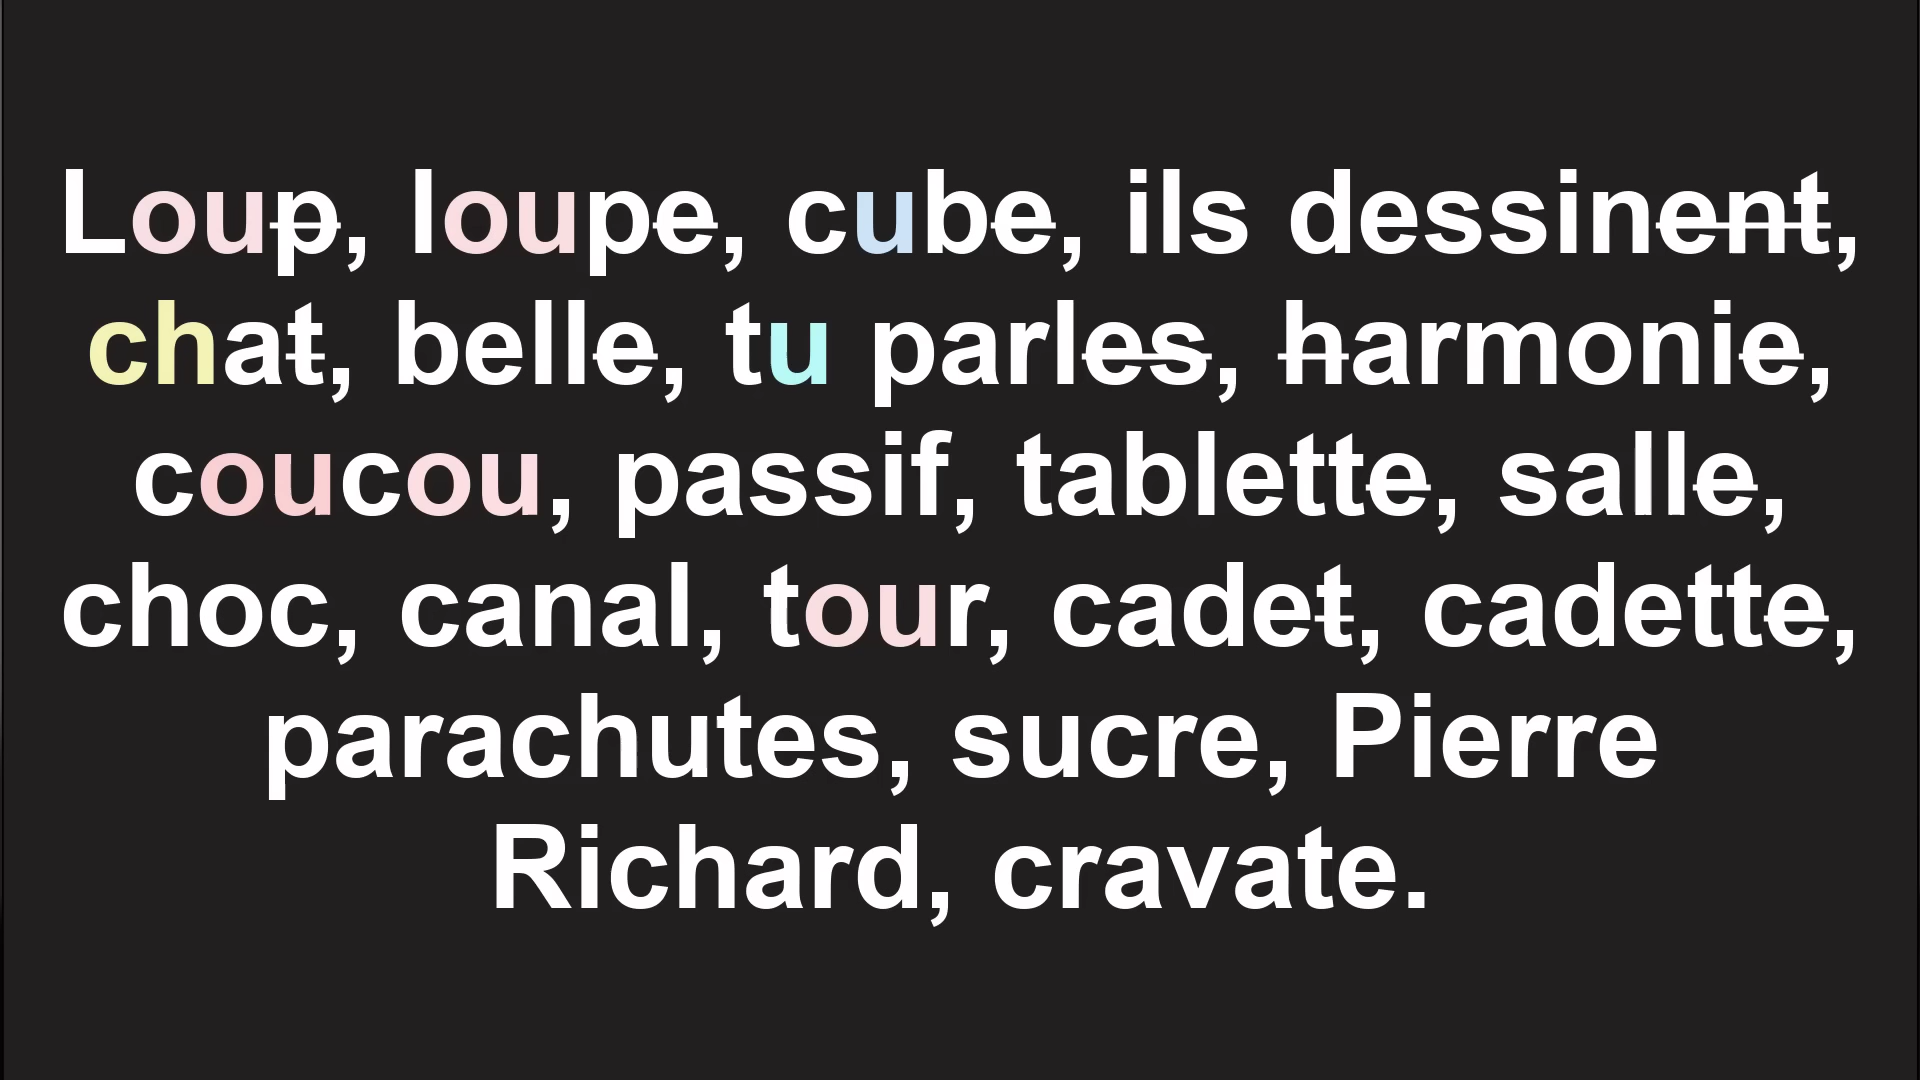 Loup, loupe, cube, ils dessinent,
chat, belle, tu parles, harmonie,
coucou, passif, tablette, salle,
choc, canal, tour, cadet, cadette,
parachutes, sucre, Pierre
Richard, cravate.